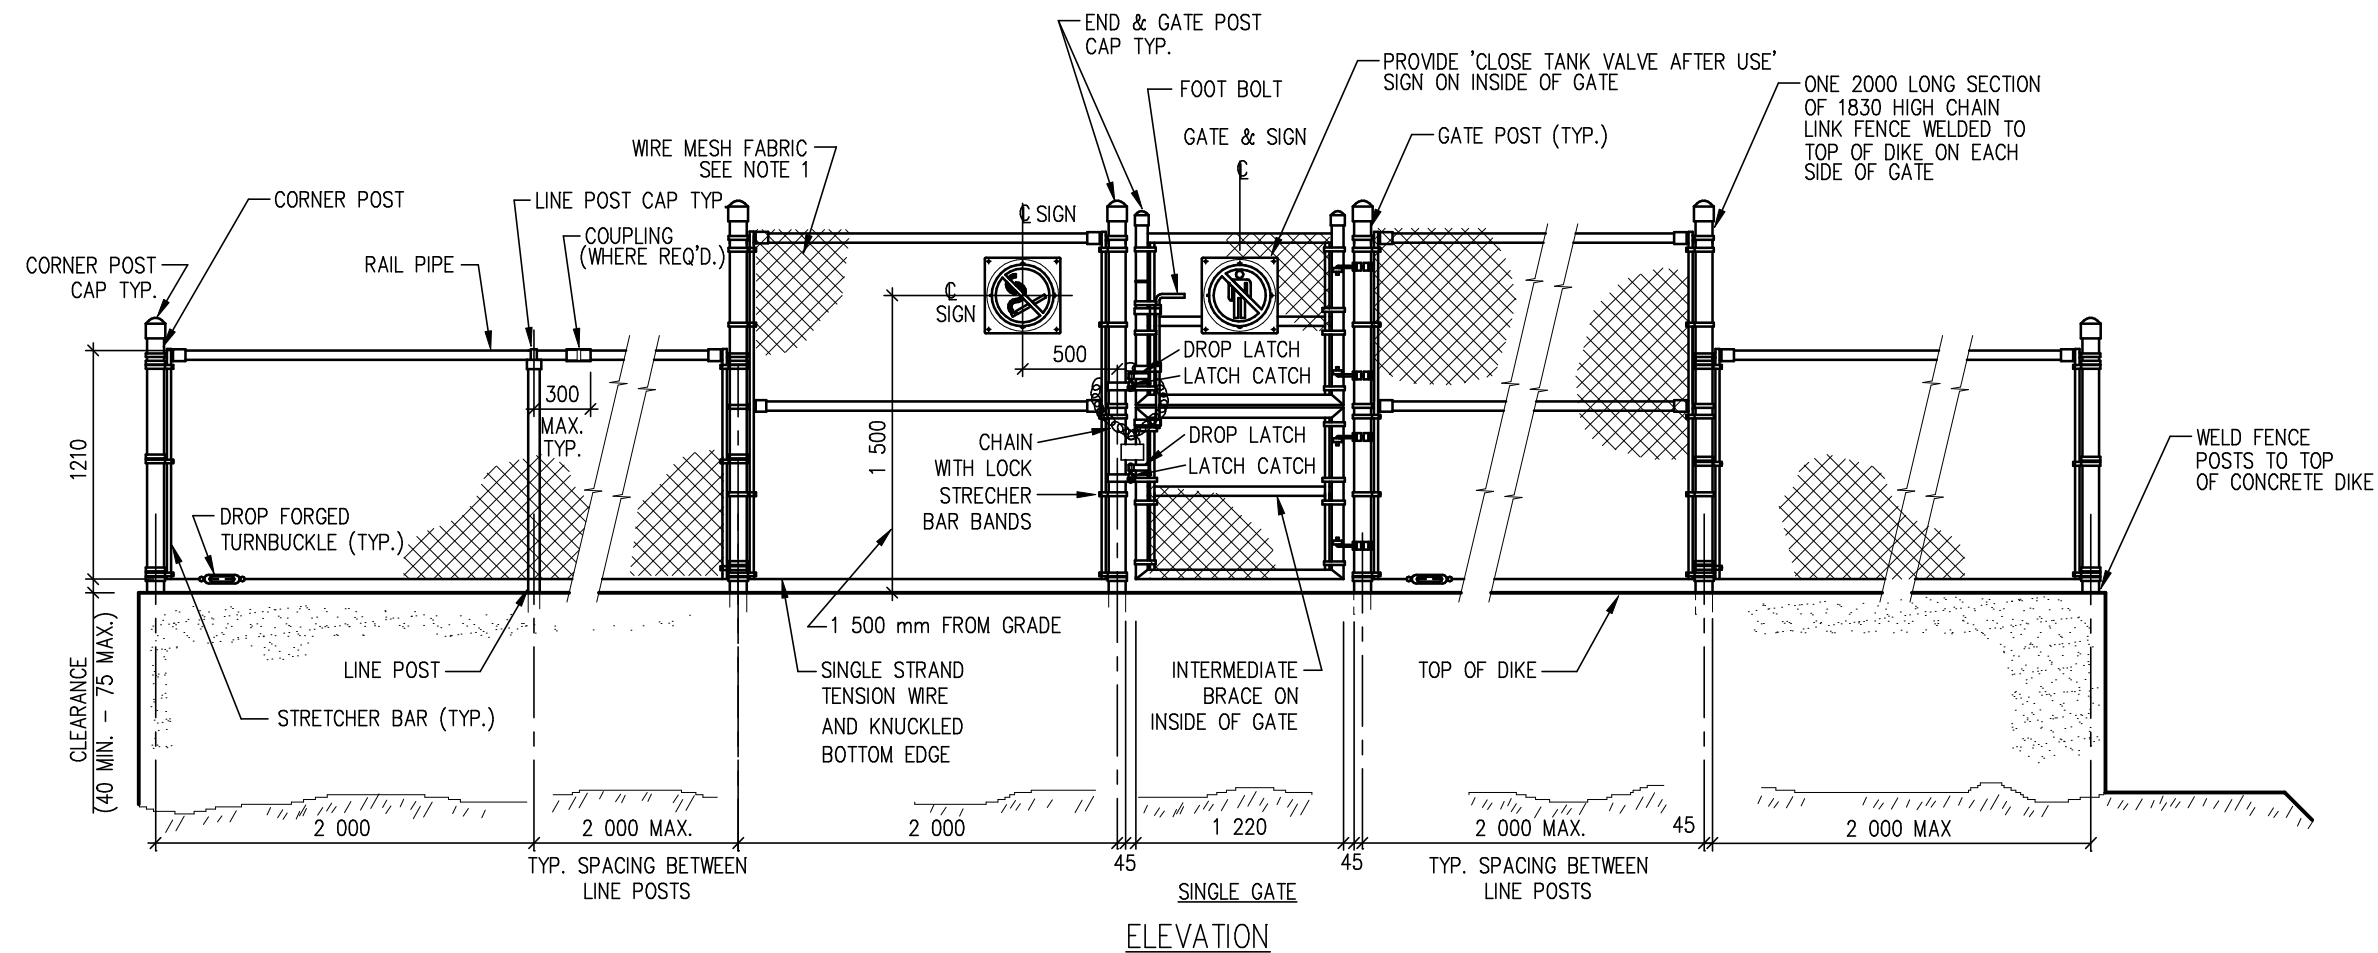 END & GATE POST
CAP TYP.
PROVIDE 'CLOSE TANK VALVE AFTER USE'
SIGN ON INSIDE OF GATE
FOOT BOLT
ONE 2000 LONG SECTION
OF 1830 HIGH CHAIN
LINK FENCE WELDED TO
TOP OF DIKE ON EACH
SIDE OF GATE
GATE & SIGN
℄
GATE POST (TYP.)
WIRE MESH FABRIC
SEE NOTE 1
CORNER POST
LINE POST CAP TYP.
℄ SIGN
COUPLING
(WHERE REQ'D.)
CORNER POST
CAP TYP.
RAIL PIPE
℄
SIGN
500
DROP LATCH
LATCH CATCH
300
MAX.
TYP.
1210
1 500
CHAIN
WITH LOCK
STRECHER
BAR BANDS
DROP LATCH
LATCH CATCH
WELD FENCE
POSTS TO TOP
OF CONCRETE DIKE
DROP FORGED
TURNBUCKLE (TYP.)
1 500 mm FROM GRADE
CLEARANCE
(40 MIN. - 75 MAX.)
LINE POST
STRETCHER BAR (TYP.)
SINGLE STRAND
TENSION WIRE
AND KNUCKLED
BOTTOM EDGE
INTERMEDIATE
BRACE ON
INSIDE OF GATE
TOP OF DIKE
2 000
2 000 MAX.
2 000
45
1 220
45
2 000 MAX.
45
2 000 MAX
TYP. SPACING BETWEEN
LINE POSTS
TYP. SPACING BETWEEN
LINE POSTS
SINGLE GATE
ELEVATION